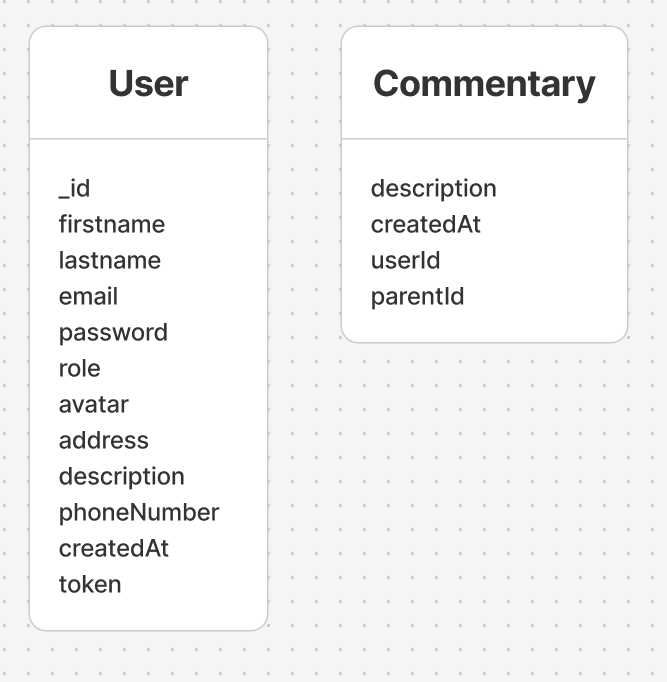 User
_id
firstname
lastname
email
password
role
avatar
address
description
phoneNumber
createdAt
token
Commentary
description
createdAt
userId
parentId